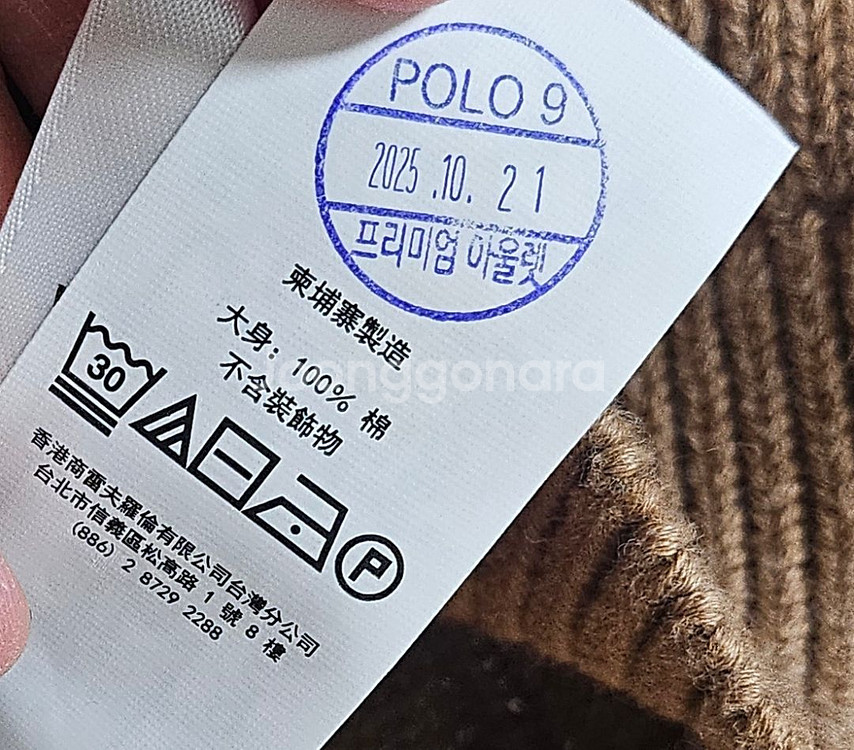 POLO 9
2025.10.21
프리미엄 아울렛
柬埔寨製造
大身: 100% 棉
不含裝飾物
30
P
香港商雷夫羅倫有限公司台灣分公司
台北市信義區松高路 1 號 8 樓
(886) 2 8729 2288